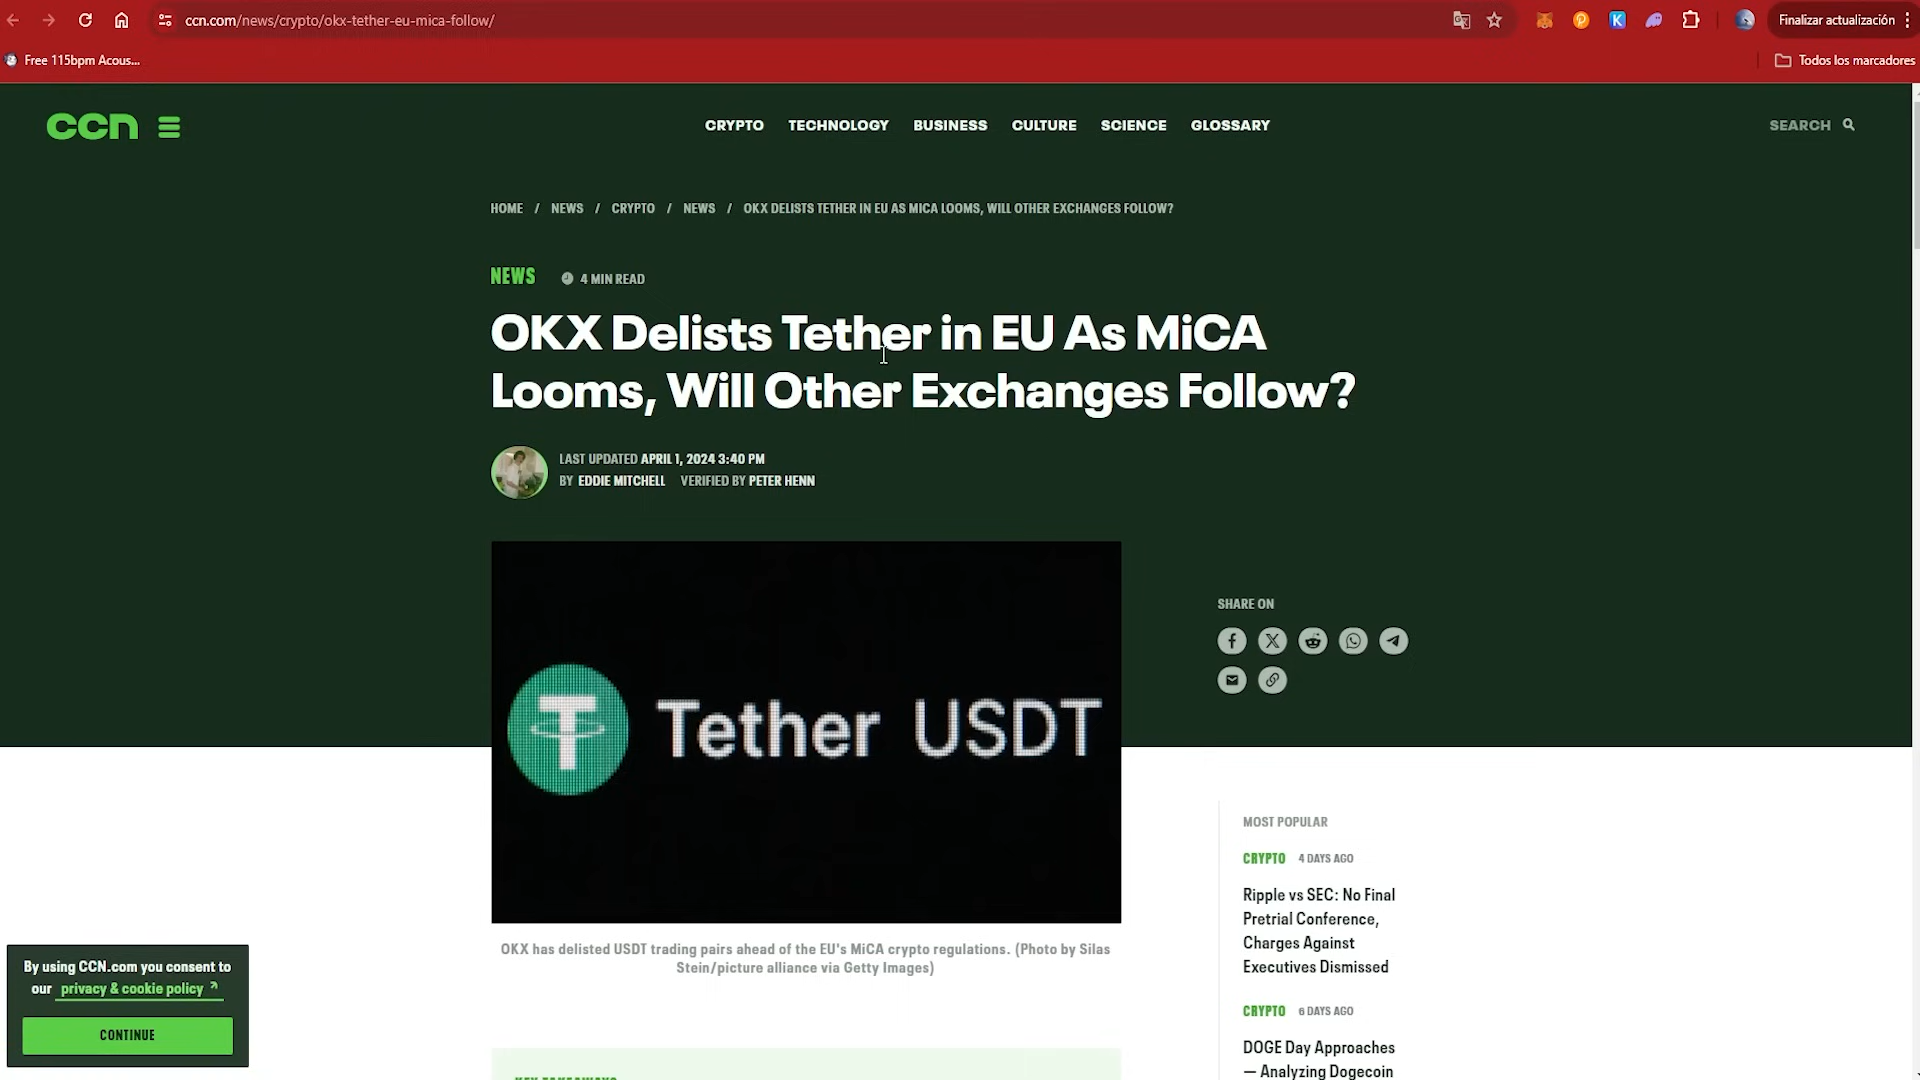 ccn.com/news/crypto/okx-tether-eu-mica-follow/
Finalizar actualización
Free 115bpm Acous...
Todos los marcadores
ccn
CRYPTO TECHNOLOGY BUSINESS CULTURE SCIENCE GLOSSARY
SEARCH
HOME / NEWS / CRYPTO / NEWS / OKX DELISTS TETHER IN EU AS MICA LOOMS, WILL OTHER EXCHANGES FOLLOW?
NEWS 4 MIN READ
OKX Delists Tether in EU As MiCA
Looms, Will Other Exchanges Follow?
LAST UPDATED APRIL 1, 2024 3:40 PM
BY EDDIE MITCHELL VERIFIED BY PETER HENN
SHARE ON
Tether USDT
OKX has delisted USDT trading pairs ahead of the EU's MiCA crypto regulations. (Photo by Silas
Stein/picture alliance via Getty Images)
MOST POPULAR
CRYPTO 4 DAYS AGO
Ripple vs SEC: No Final
Pretrial Conference,
Charges Against
Executives Dismissed
CRYPTO 6 DAYS AGO
DOGE Day Approaches
— Analyzing Dogecoin
By using CCN.com you consent to
our privacy & cookie policy
CONTINUE
KEY TAKEAWAYS